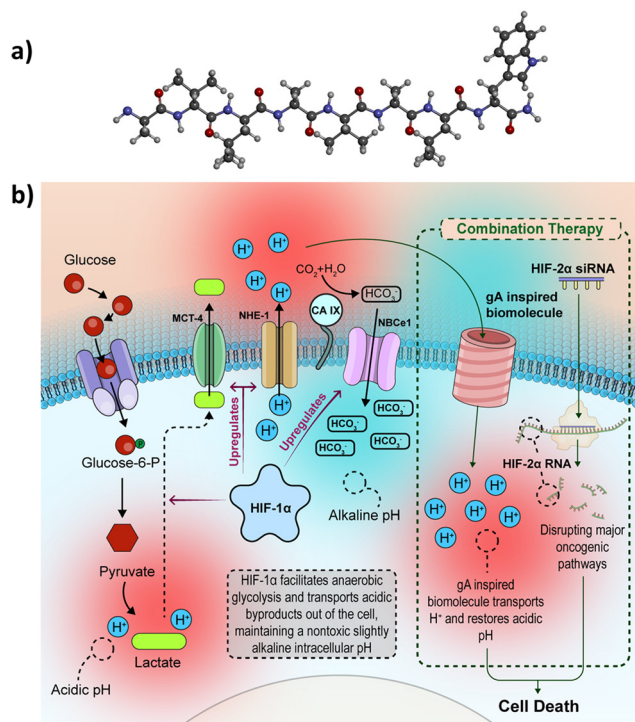 a)
b)
Combination Therapy
Glucose
HIF-2α siRNA
gA inspired
biomolecule
H⁺
H⁺
H⁺
H⁺
H⁺
CO₂+H₂O
HCO₃⁻
MCT-4
NHE-1
CA IX
NBCe1
H⁺
H⁺
Upregulates
Upregulates
HCO₃⁻
HCO₃⁻
HCO₃⁻
HCO₃⁻
P
Glucose-6-P
HIF-1α
Alkaline pH
HIF-2α RNA
H⁺
H⁺
H⁺
H⁺
H⁺
H⁺
H⁺
Disrupting major
oncogenic
pathways
Pyruvate
HIF-1α facilitates anaerobic
glycolysis and transports acidic
byproducts out of the cell,
maintaining a nontoxic slightly
alkaline intracellular pH
gA inspired
biomolecule transports
H⁺ and restores acidic
pH
H⁺
H⁺
Lactate
Acidic pH
Cell Death